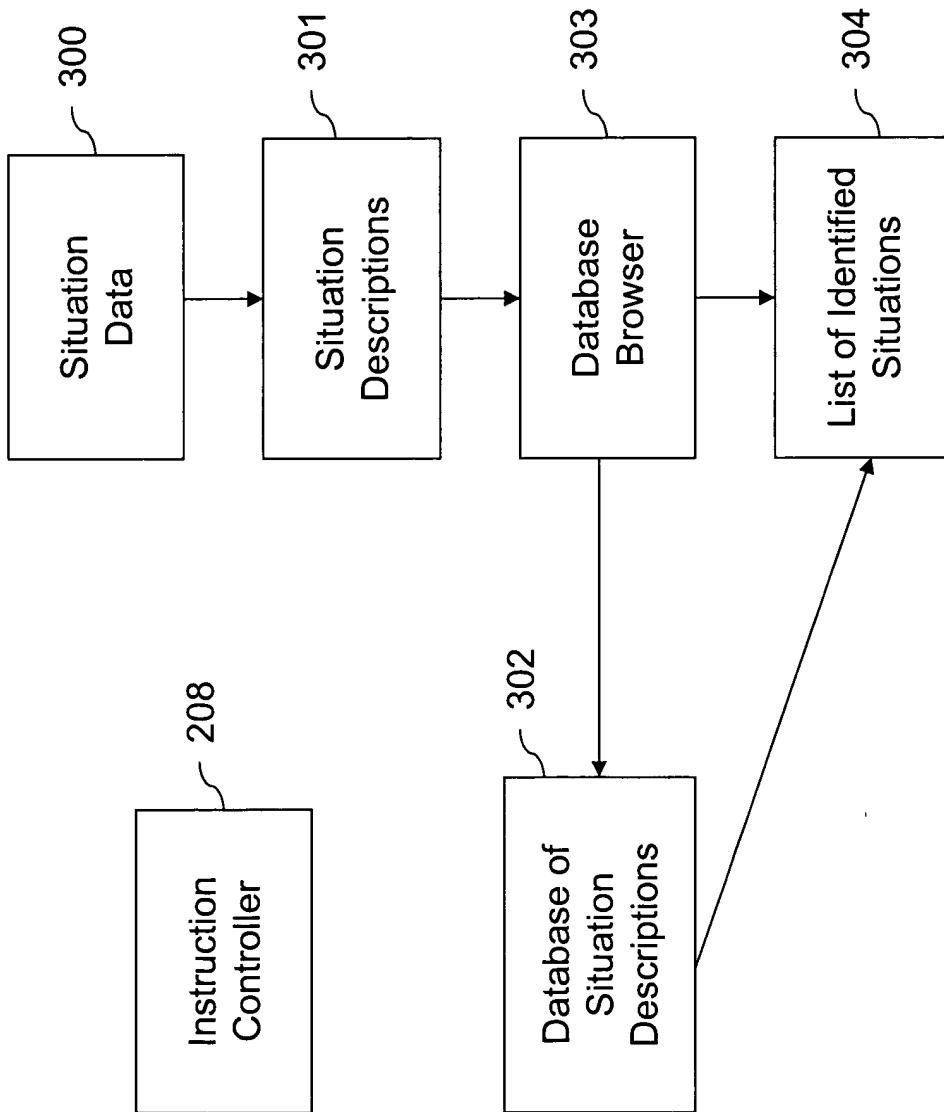 300
Situation
Data
301
Situation
Descriptions
303
Database
Browser
304
List of Identified
Situations
208
Instruction
Controller
302
Database of
Situation
Descriptions